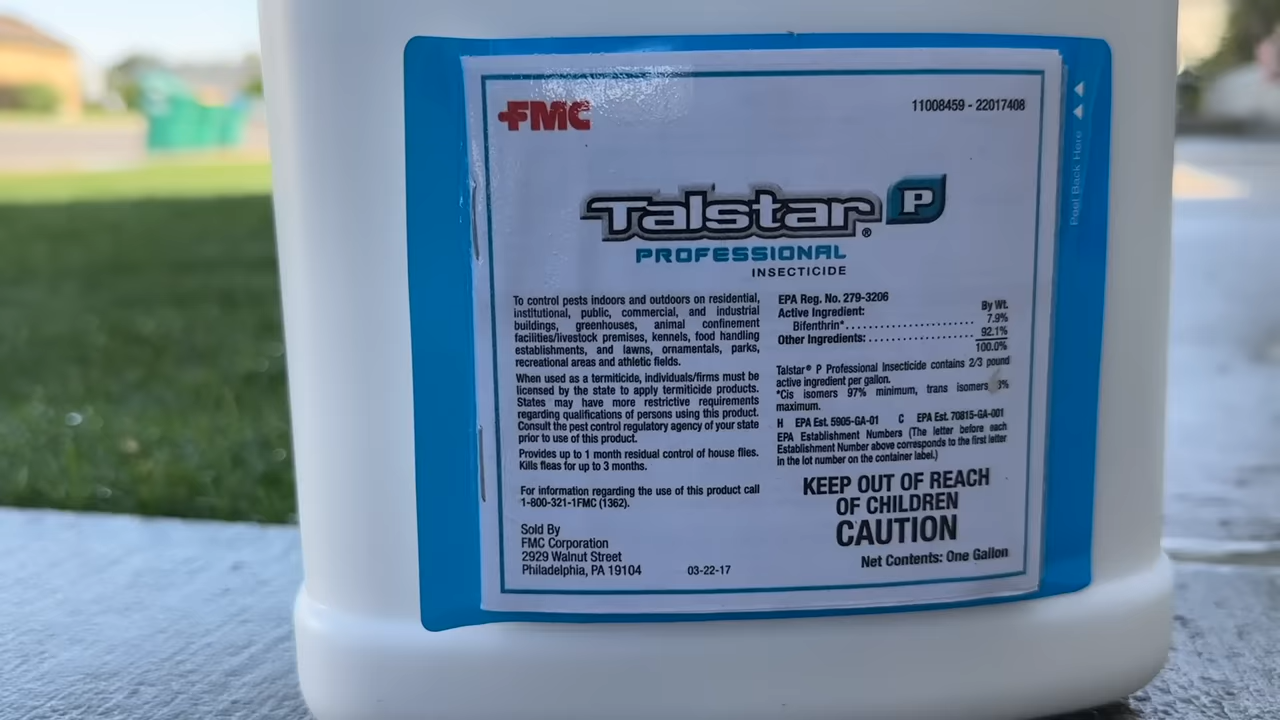 FMC
11008459 - 22017408
Talstar® P
PROFESSIONAL
INSECTICIDE
To control pests indoors and outdoors on residential,
institutional, public, commercial, and industrial
buildings, greenhouses, animal confinement
facilities/livestock premises, kennels, food handling
establishments, and lawns, ornamentals, parks,
recreational areas and athletic fields.
When used as a termiticide, individuals/firms must be
licensed by the state to apply termiticide products.
States may have more restrictive requirements
regarding qualifications of persons using this product.
Consult the pest control regulatory agency of your state
prior to use of this product.
Provides up to 1 month residual control of house flies.
Kills fleas for up to 3 months.
For information regarding the use of this product call
1-800-321-1FMC (1362).
Sold By
FMC Corporation
2929 Walnut Street
Philadelphia, PA 19104 03-22-17
EPA Reg. No. 279-3206
Active Ingredient: By Wt.
Bifenthrin* 7.9%
Other Ingredients: 92.1%
100.0%
Talstar® P Professional Insecticide contains 2/3 pound
active ingredient per gallon.
*Cis isomers 97% minimum, trans isomers 3%
maximum.
H EPA Est. 5905-GA-01 C EPA Est. 70815-GA-001
EPA Establishment Numbers (The letter before each
Establishment Number above corresponds to the first letter
in the lot number on the container label.)
KEEP OUT OF REACH
OF CHILDREN
CAUTION
Net Contents: One Gallon
Peel Back Here